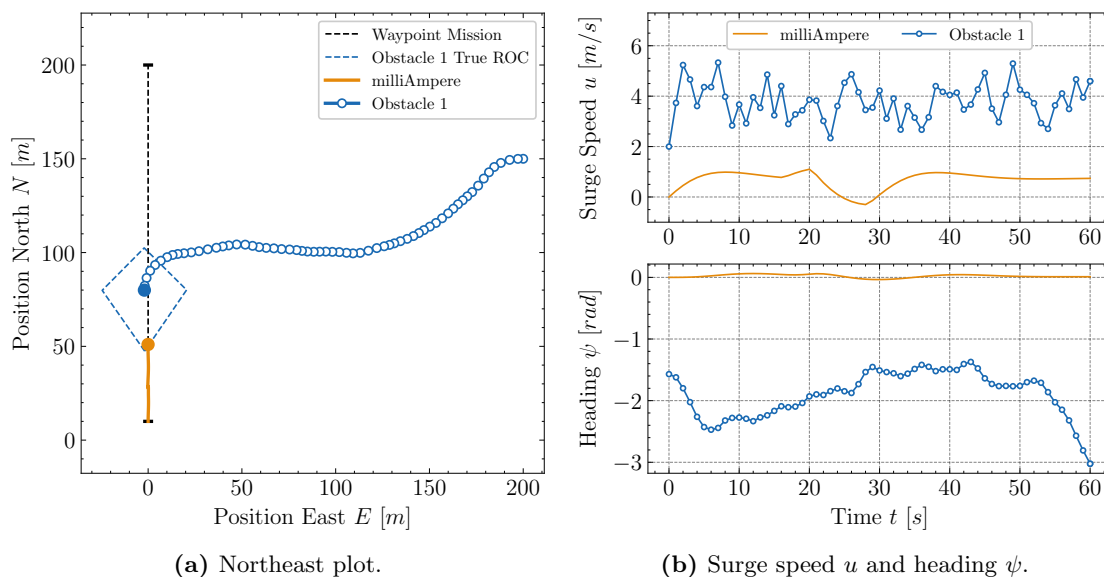 Waypoint Mission
Obstacle 1 True ROC
milliAmpere
Obstacle 1
200
150
100
50
0
Position North N [m]
0 50 100 150 200
Position East E [m]
(a) Northeast plot.
milliAmpere Obstacle 1
6
4
2
0
Surge Speed u [m/s]
0 10 20 30 40 50 60
0
−1
−2
−3
Heading ψ [rad]
0 10 20 30 40 50 60
Time t [s]
(b) Surge speed u and heading ψ.